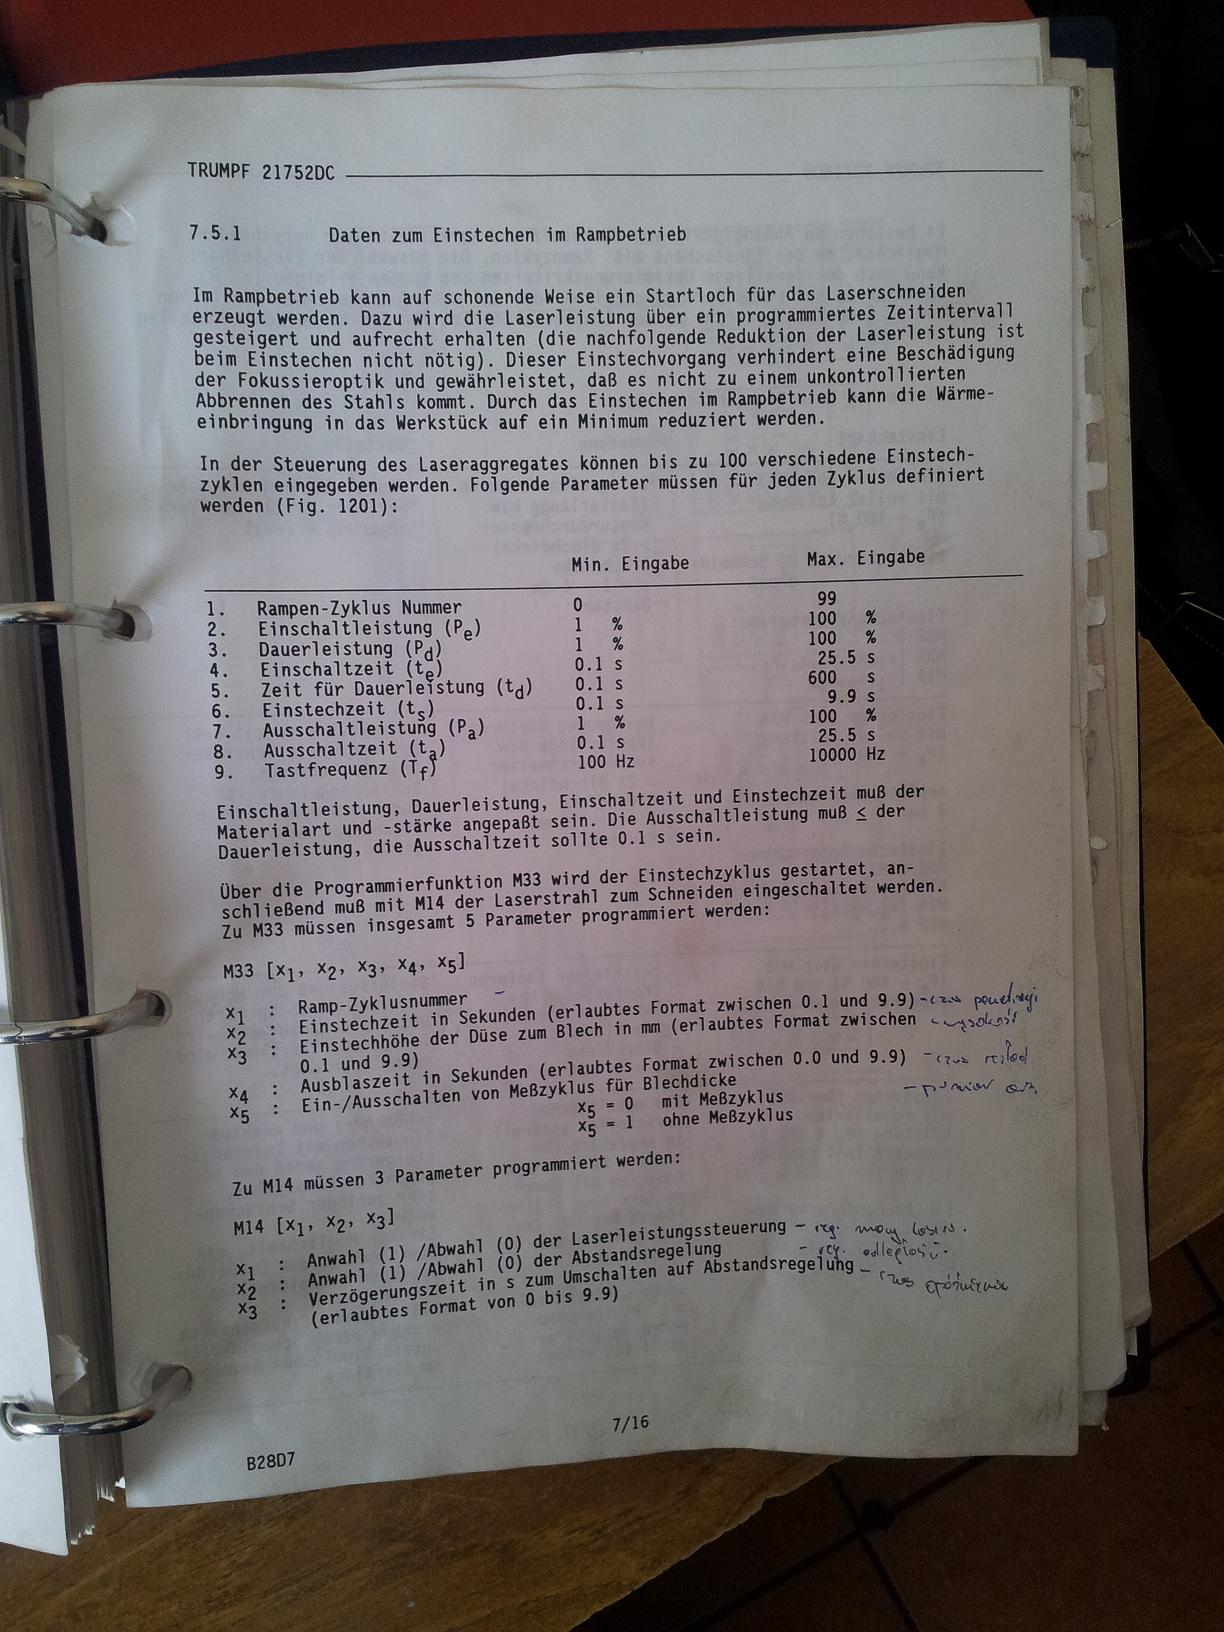 TRUMPF 21752DC
7.5.1 Daten zum Einstechen im Rampbetrieb
Im Rampbetrieb kann auf schonende Weise ein Startloch für das Laserschneiden
erzeugt werden. Dazu wird die Laserleistung über ein programmiertes Zeitintervall
gesteigert und aufrecht erhalten (die nachfolgende Reduktion der Laserleistung ist
beim Einstechen nicht nötig). Dieser Einstechvorgang verhindert eine Beschädigung
der Fokussieroptik und gewährleistet, daß es nicht zu einem unkontrollierten
Abbrennen des Stahls kommt. Durch das Einstechen im Rampbetrieb kann die Wärme-
einbringung in das Werkstück auf ein Minimum reduziert werden.
In der Steuerung des Laseraggregates können bis zu 100 verschiedene Einstech-
zyklen eingegeben werden. Folgende Parameter müssen für jeden Zyklus definiert
werden (Fig. 1201):
Min. Eingabe Max. Eingabe
1. Rampen-Zyklus Nummer 0 99
2. Einschaltleistung (Pe) 1 % 100 %
3. Dauerleistung (Pd) 1 % 100 %
4. Einschaltzeit (te) 0.1 s 25.5 s
5. Zeit für Dauerleistung (td) 0.1 s 600 s
6. Einstechzeit (ts) 0.1 s 9.9 s
7. Ausschaltleistung (Pa) 1 % 100 %
8. Ausschaltzeit (ta) 0.1 s 25.5 s
9. Tastfrequenz (Tf) 100 Hz 10000 Hz
Einschaltleistung, Dauerleistung, Einschaltzeit und Einstechzeit muß der
Materialart und -stärke angepaßt sein. Die Ausschaltleistung muß ≤ der
Dauerleistung, die Ausschaltzeit sollte 0.1 s sein.
Über die Programmierfunktion M33 wird der Einstechzyklus gestartet, an-
schließend muß mit M14 der Laserstrahl zum Schneiden eingeschaltet werden.
Zu M33 müssen insgesamt 5 Parameter programmiert werden:
M33 [x1, x2, x3, x4, x5]
x1 : Ramp-Zyklusnummer -
x2 : Einstechzeit in Sekunden (erlaubtes Format zwischen 0.1 und 9.9) - czas penetracji
x3 : Einstechhöhe der Düse zum Blech in mm (erlaubtes Format zwischen - wysokość
0.1 und 9.9)
x4 : Ausblaszeit in Sekunden (erlaubtes Format zwischen 0.0 und 9.9) - czas
x5 : Ein-/Ausschalten von Meßzyklus für Blechdicke - pomiar
x5 = 0 mit Meßzyklus
x5 = 1 ohne Meßzyklus
Zu M14 müssen 3 Parameter programmiert werden:
M14 [x1, x2, x3]
x1 : Anwahl (1) /Abwahl (0) der Laserleistungssteuerung - reg. mocy lasera.
x2 : Anwahl (1) /Abwahl (0) der Abstandsregelung - reg. odległości.
x3 : Verzögerungszeit in s zum Umschalten auf Abstandsregelung - czas opóźnienia
(erlaubtes Format von 0 bis 9.9)
7/16
B28D7